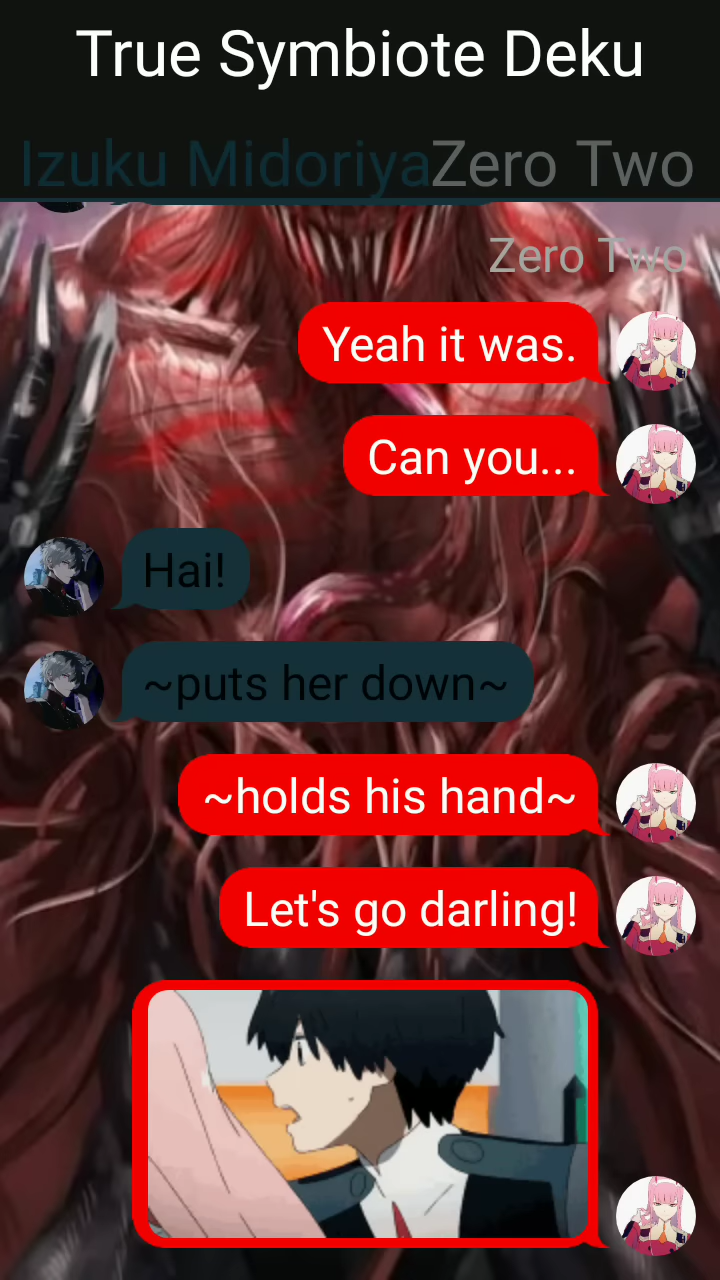 True Symbiote Deku
Izuku Midoriya Zero Two
Zero Two
Yeah it was.
Can you...
Hai!
~puts her down~
~holds his hand~
Let's go darling!